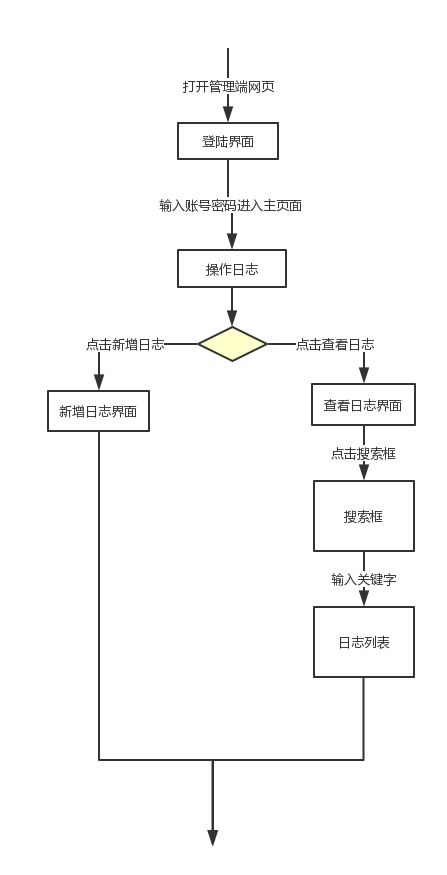 打开管理端网页
登陆界面
输入账号密码进入主页面
操作日志
点击新增日志
点击查看日志
新增日志界面
查看日志界面
点击搜索框
搜索框
输入关键字
日志列表